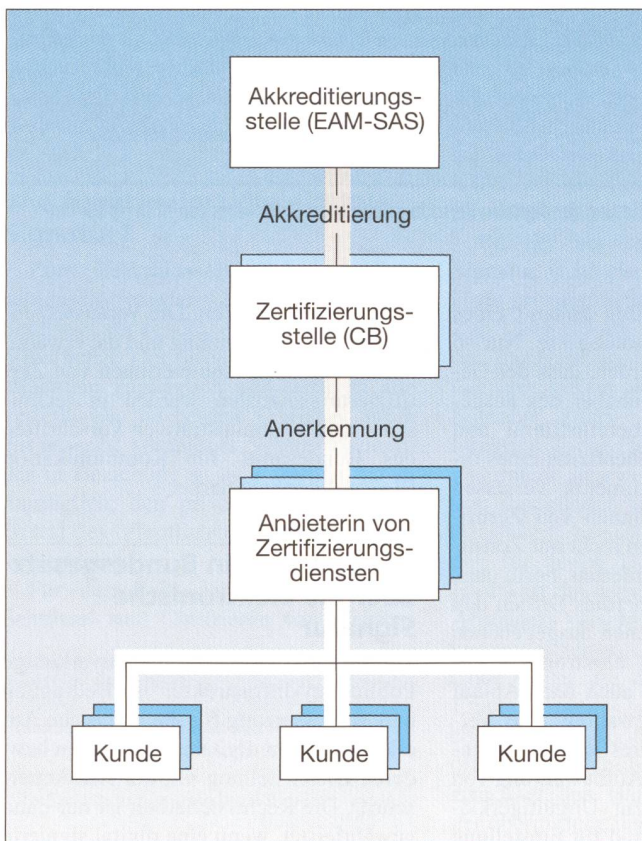 Akkreditierungs-
stelle (EAM-SAS)
Akkreditierung
Zertifizierungs-
stelle (CB)
Anerkennung
Anbieterin von
Zertifizierungs-
diensten
Kunde
Kunde
Kunde